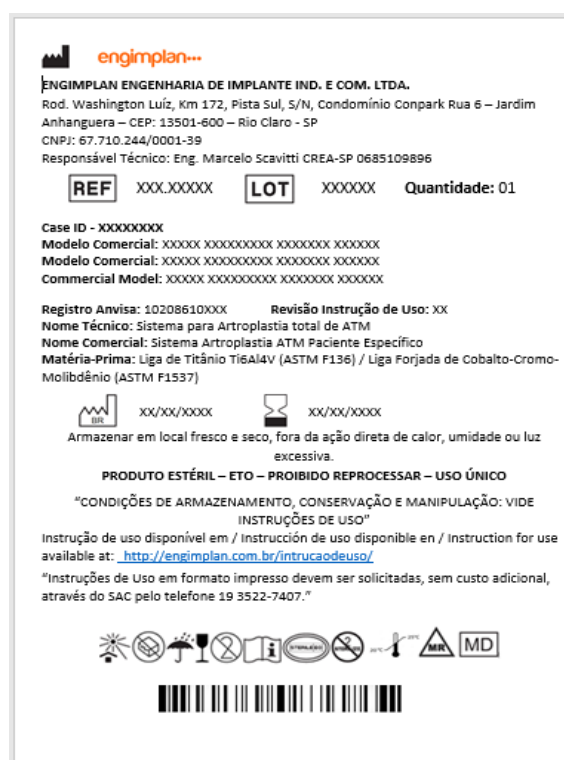 engimplan
ENGIMPLAN ENGENHARIA DE IMPLANTE IND. E COM. LTDA.
Rod. Washington Luíz, Km 172, Pista Sul, S/N, Condomínio Conpark Rua 6 – Jardim
Anhanguera – CEP: 13501-600 – Rio Claro - SP
CNPJ: 67.710.244/0001-39
Responsável Técnico: Eng. Marcelo Scavitti CREA-SP 0685109896
REF XXX.XXXXX LOT XXXXXX Quantidade: 01
Case ID - XXXXXXXX
Modelo Comercial: XXXXX XXXXXXXXX XXXXXXX XXXXXX
Modelo Comercial: XXXXX XXXXXXXXX XXXXXXX XXXXXX
Commercial Model: XXXXX XXXXXXXXX XXXXXXX XXXXXX
Registro Anvisa: 10208610XXX Revisão Instrução de Uso: XX
Nome Técnico: Sistema para Artroplastia total de ATM
Nome Comercial: Sistema Artroplastia ATM Paciente Específico
Matéria-Prima: Liga de Titânio Ti6Al4V (ASTM F136) / Liga Forjada de Cobalto-Cromo-
Molibdênio (ASTM F1537)
BR xx/xx/xxxx xx/xx/xxxx
Armazenar em local fresco e seco, fora da ação direta de calor, umidade ou luz
excessiva.
PRODUTO ESTÉRIL – ETO – PROIBIDO REPROCESSAR – USO ÚNICO
“CONDIÇÕES DE ARMAZENAMENTO, CONSERVAÇÃO E MANIPULAÇÃO: VIDE
INSTRUÇÕES DE USO”
Instrução de uso disponível em / Instrucción de uso disponible en / Instruction for use
available at: http://engimplan.com.br/intrucaodeuso/
“Instruções de Uso em formato impresso devem ser solicitadas, sem custo adicional,
através do SAC pelo telefone 19 3522-7407.”
2 i MR MD